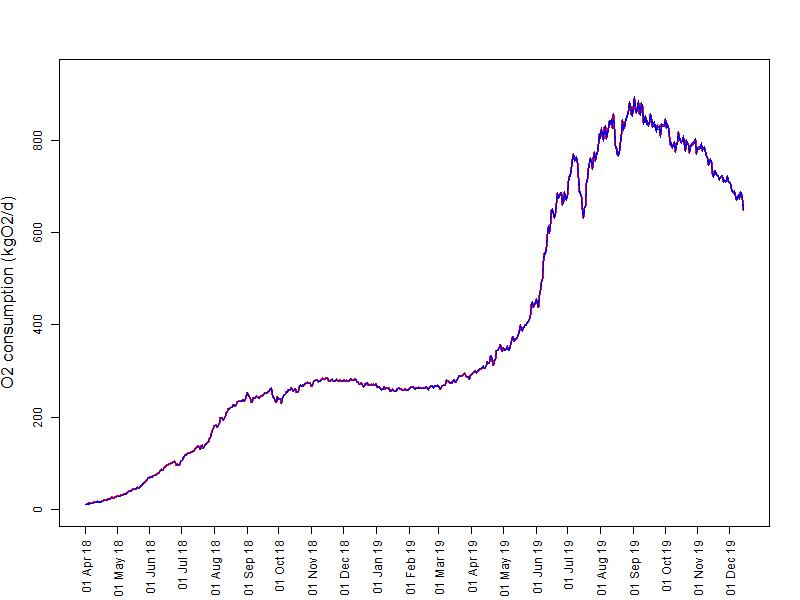 O2 consumption (kgO2/d)
800
600
400
200
0
01 Apr 18
01 May 18
01 Jun 18
01 Jul 18
01 Aug 18
01 Sep 18
01 Oct 18
01 Nov 18
01 Dec 18
01 Jan 19
01 Feb 19
01 Mar 19
01 Apr 19
01 May 19
01 Jun 19
01 Jul 19
01 Aug 19
01 Sep 19
01 Oct 19
01 Nov 19
01 Dec 19